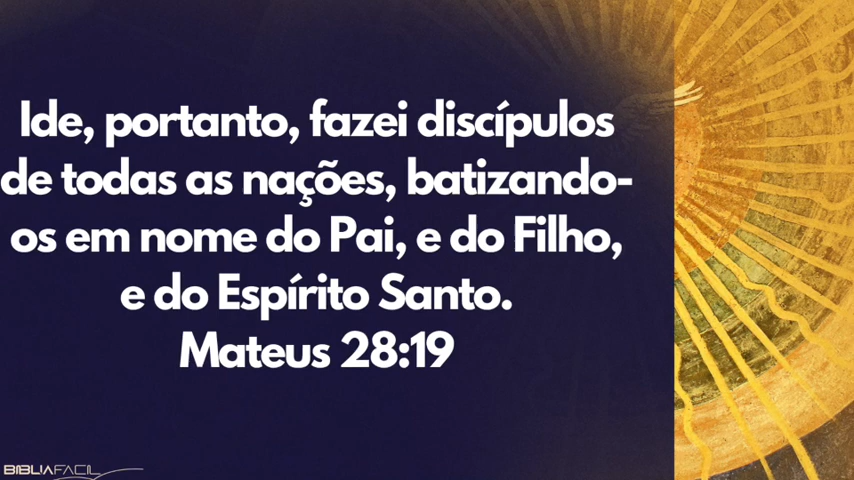 Ide, portanto, fazei discípulos
de todas as nações, batizando-
os em nome do Pai, e do Filho,
e do Espírito Santo.
Mateus 28:19
BIBLIAFACIL